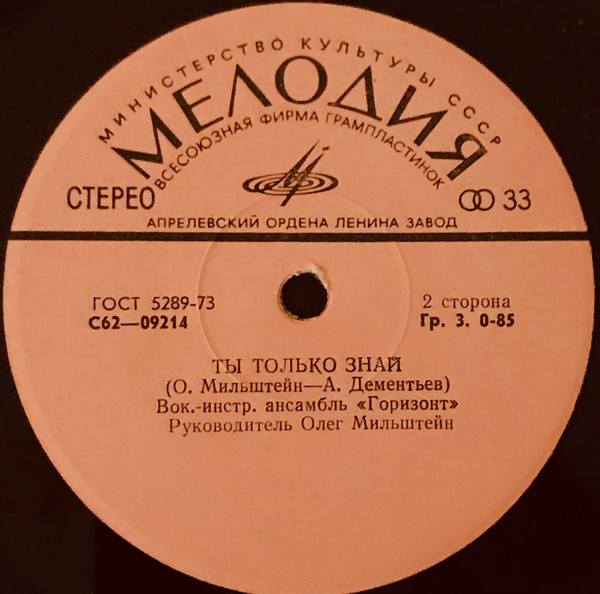 МИНИСТЕРСТВО КУЛЬТУРЫ СССР
МЕЛОДИЯ
ВСЕСОЮЗНАЯ ФИРМА ГРАМПЛАСТИНОК
СТЕРЕО 33
АПРЕЛЕВСКИЙ ОРДЕНА ЛЕНИНА ЗАВОД
ГОСТ 5289-73 2 сторона
С62—09214 Гр. 3. 0-85
ТЫ ТОЛЬКО ЗНАЙ
(О. Мильштейн—А. Дементьев)
Вок.-инстр. ансамбль «Горизонт»
Руководитель Олег Мильштейн